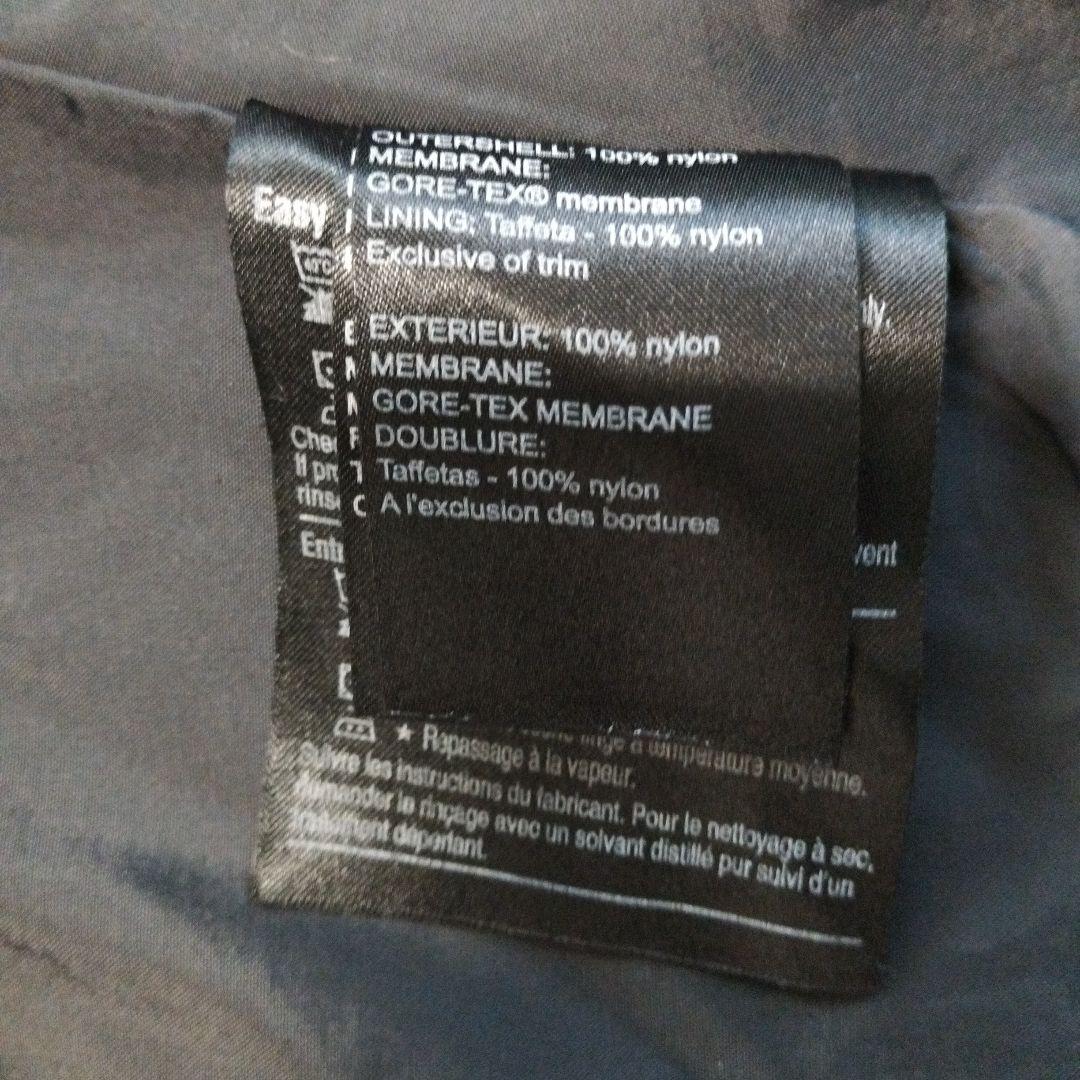 OUTERSHELL: 100% nylon
MEMBRANE:
GORE-TEX® membrane
LINING: Taffeta - 100% nylon
Exclusive of trim
EXTERIEUR: 100% nylon
MEMBRANE:
GORE-TEX MEMBRANE
DOUBLURE:
Taffetas - 100% nylon
A l'exclusion des bordures
Easy
★ Repassage à la vapeur.
température moyenne.
Suivre les instructions du fabricant. Pour le nettoyage à sec,
demander le rinçage avec un solvant distillé pur suivi d'un
traitement déperlant.